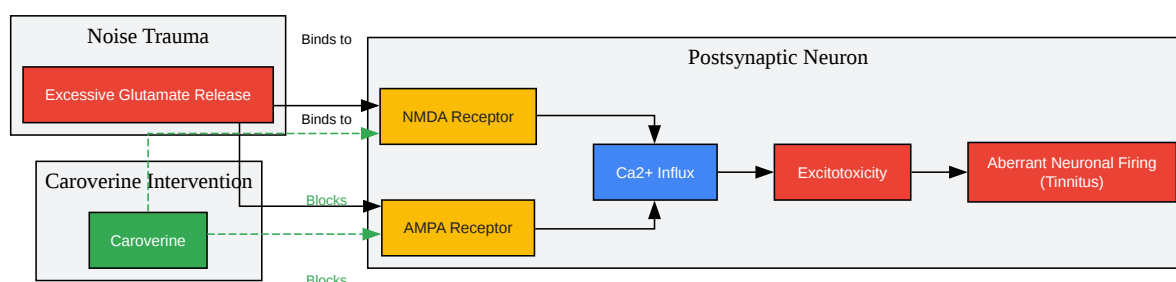 Noise Trauma
Excessive Glutamate Release
Binds to
Binds to
Postsynaptic Neuron
NMDA Receptor
Ca2+ Influx
Excitotoxicity
Aberrant Neuronal Firing
(Tinnitus)
Caroverine Intervention
Caroverine
Blocks
AMPA Receptor
Blocks